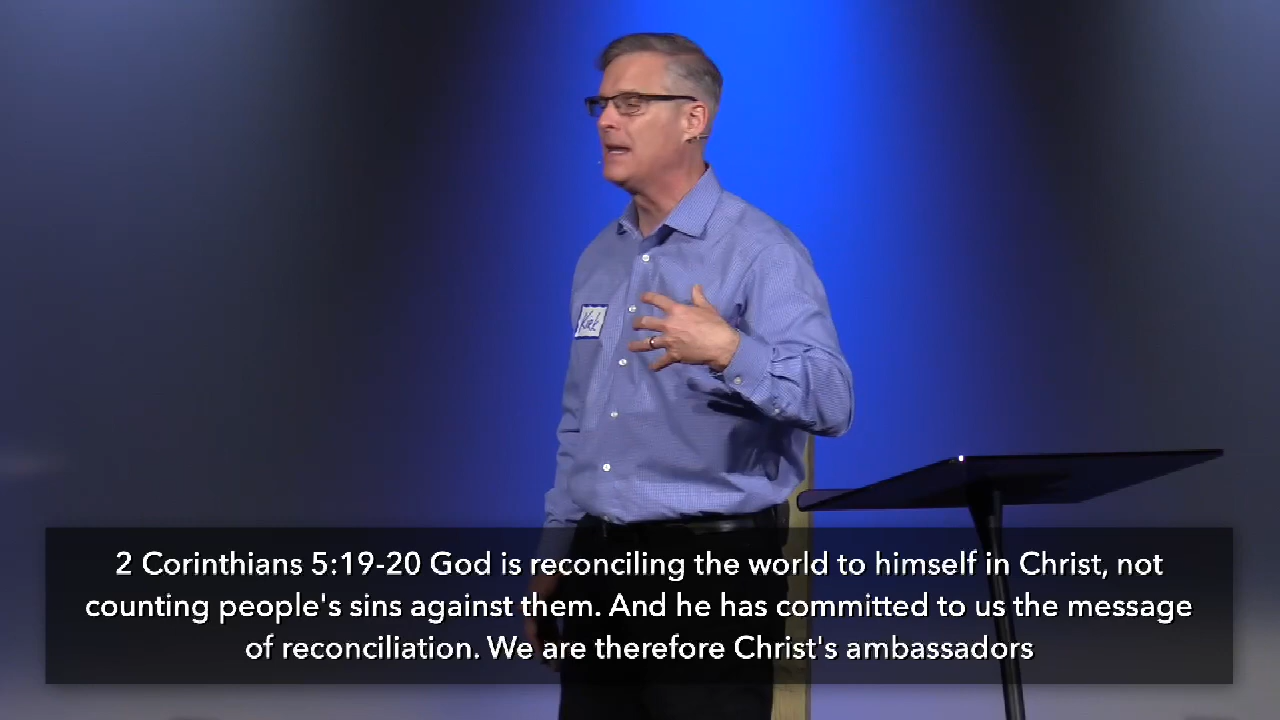 2 Corinthians 5:19-20 God is reconciling the world to himself in Christ, not
counting people's sins against them. And he has committed to us the message
of reconciliation. We are therefore Christ's ambassadors